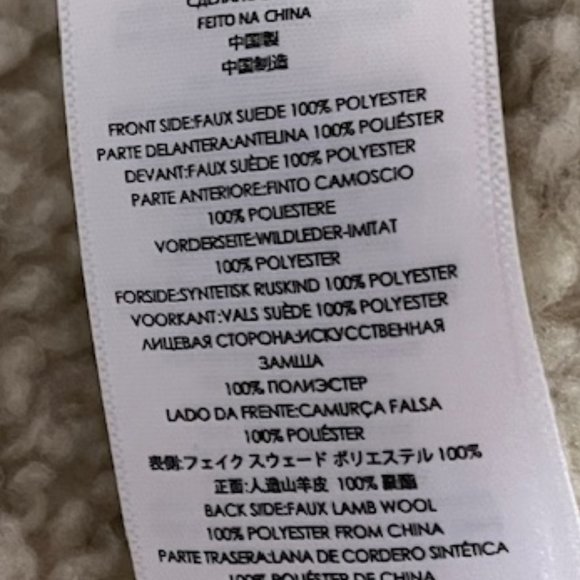 СДЕЛАНО
FEITO NA CHINA
中国製
中国制造
FRONT SIDE:FAUX SUEDE 100% POLYESTER
PARTE DELANTERA:ANTELINA 100% POLIÉSTER
DEVANT:FAUX SUÈDE 100% POLYESTER
PARTE ANTERIORE:FINTO CAMOSCIO
100% POLIESTERE
VORDERSEITE:WILDLEDER-IMITAT
100% POLYESTER
FORSIDE:SYNTETISK RUSKIND 100% POLYESTER
VOORKANT:VALS SUÈDE 100% POLYESTER
ЛИЦЕВАЯ СТОРОНА:ИСКУССТВЕННАЯ
ЗАМША
100% ПОЛИЭСТЕР
LADO DA FRENTE:CAMURÇA FALSA
100% POLIÉSTER
表側:フェイク スウェード ポリエステル 100%
正面:人造山羊皮 100% 聚酯
BACK SIDE:FAUX LAMB WOOL
100% POLYESTER FROM CHINA
PARTE TRASERA:LANA DE CORDERO SINTÉTICA
100% POLIÉSTER DE CHINA